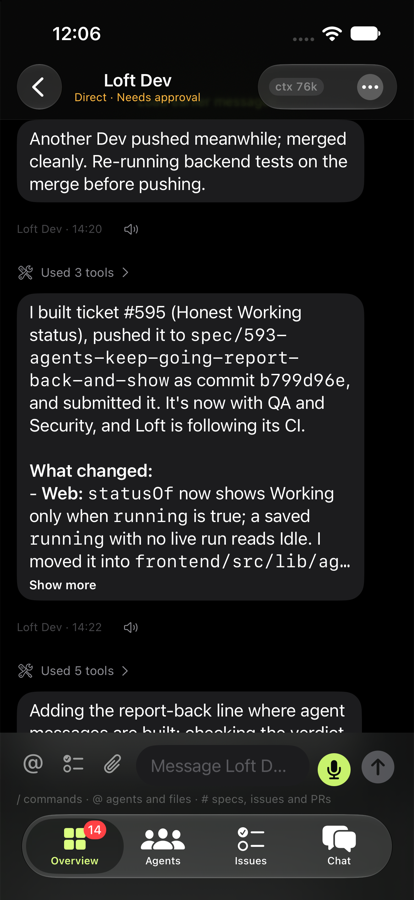 12:06
Loft Dev
Direct · Needs approval
ctx 76k
Another Dev pushed meanwhile; merged
cleanly. Re-running backend tests on the
merge before pushing.
Loft Dev · 14:20
Used 3 tools
I built ticket #595 (Honest Working
status), pushed it to spec/593-
agents-keep-going-report-
back-and-show as commit b799d96e,
and submitted it. It's now with QA and
Security, and Loft is following its CI.
What changed:
- Web: statusOf now shows Working
only when running is true; a saved
running with no live run reads Idle. I
moved it into frontend/src/lib/ag…
Show more
Loft Dev · 14:22
Used 5 tools
Adding the report-back line where agent
messages are built; checking the verdict
Message Loft D...
/ commands · @ agents and files · # specs, issues and PRs
14
Overview
Agents
Issues
Chat